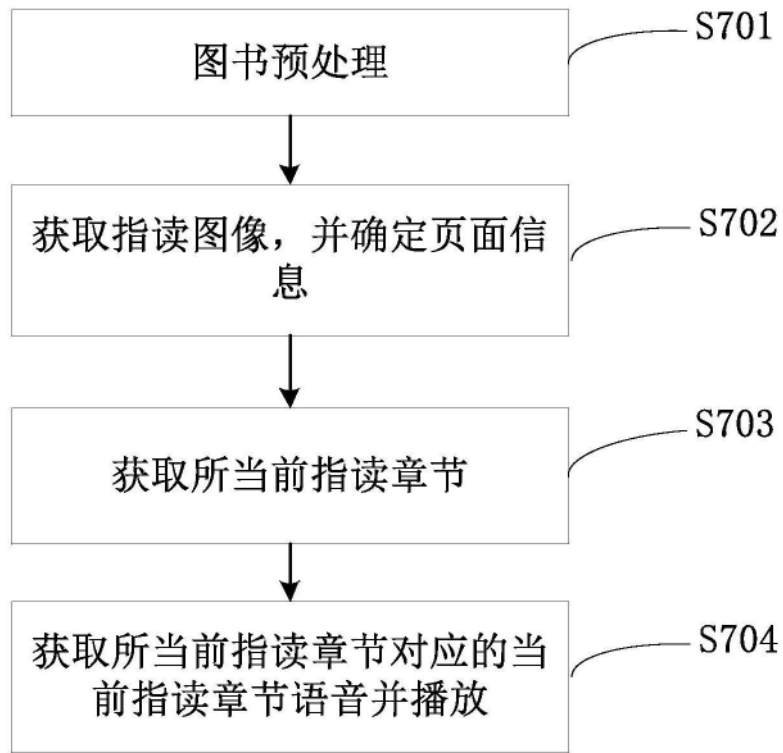 图书预处理
S701
获取指读图像，并确定页面信
息
S702
获取所当前指读章节
S703
获取所当前指读章节对应的当
前指读章节语音并播放
S704